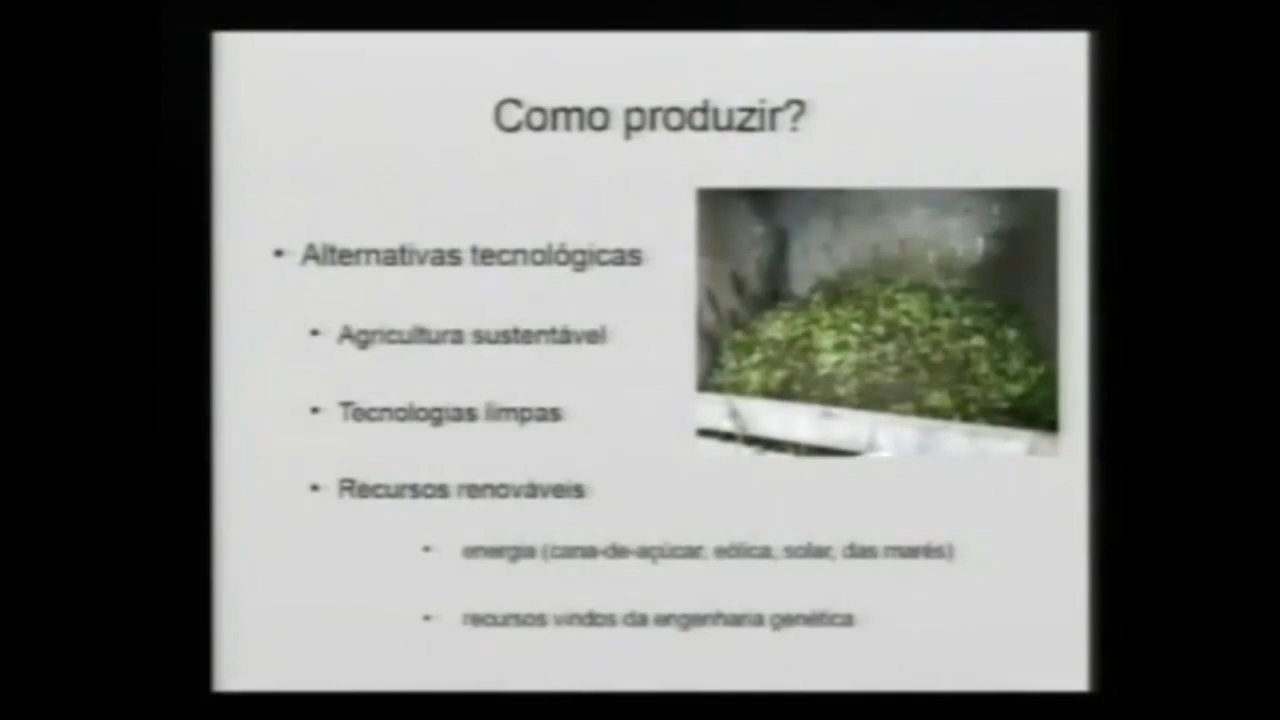 Como produzir?
• Alternativas tecnológicas
• Agricultura sustentável
• Tecnologias limpas
• Recursos renováveis
• energia (cana-de-açúcar, eólica, solar, das marés)
• recursos vindos da engenharia genética